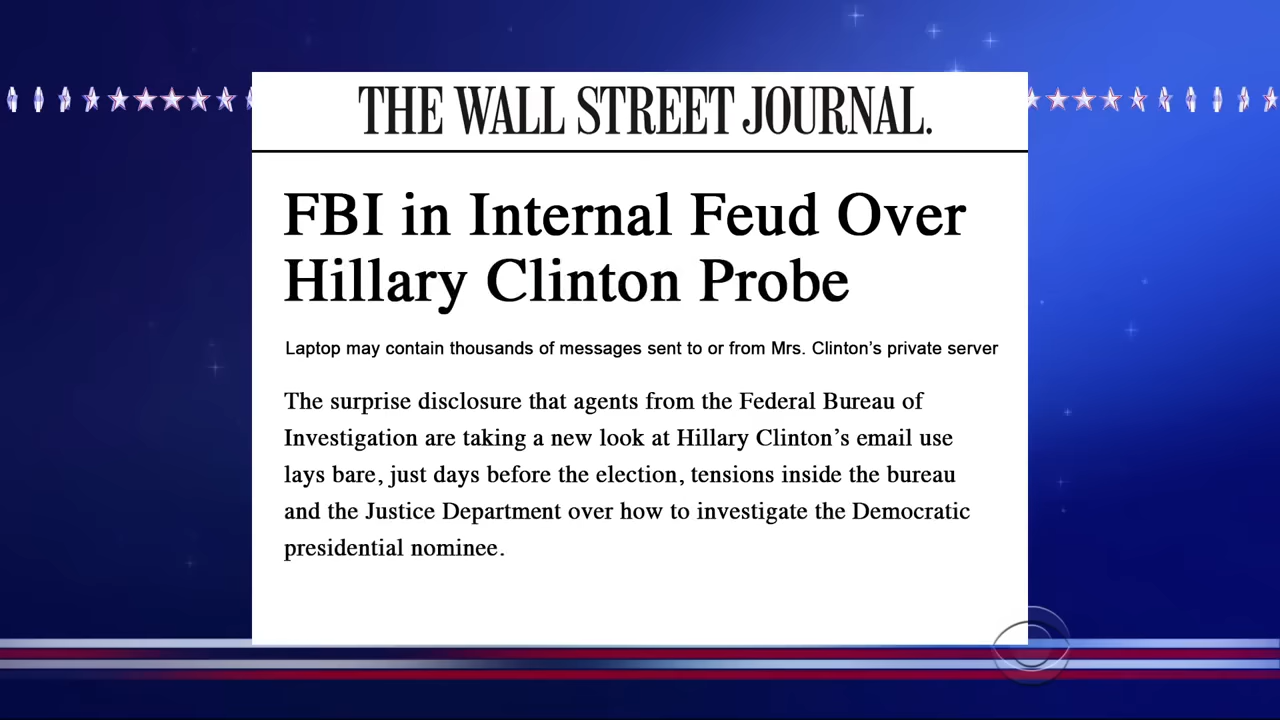 THE WALL STREET JOURNAL.
FBI in Internal Feud Over
Hillary Clinton Probe
Laptop may contain thousands of messages sent to or from Mrs. Clinton’s private server
The surprise disclosure that agents from the Federal Bureau of
Investigation are taking a new look at Hillary Clinton’s email use
lays bare, just days before the election, tensions inside the bureau
and the Justice Department over how to investigate the Democratic
presidential nominee.